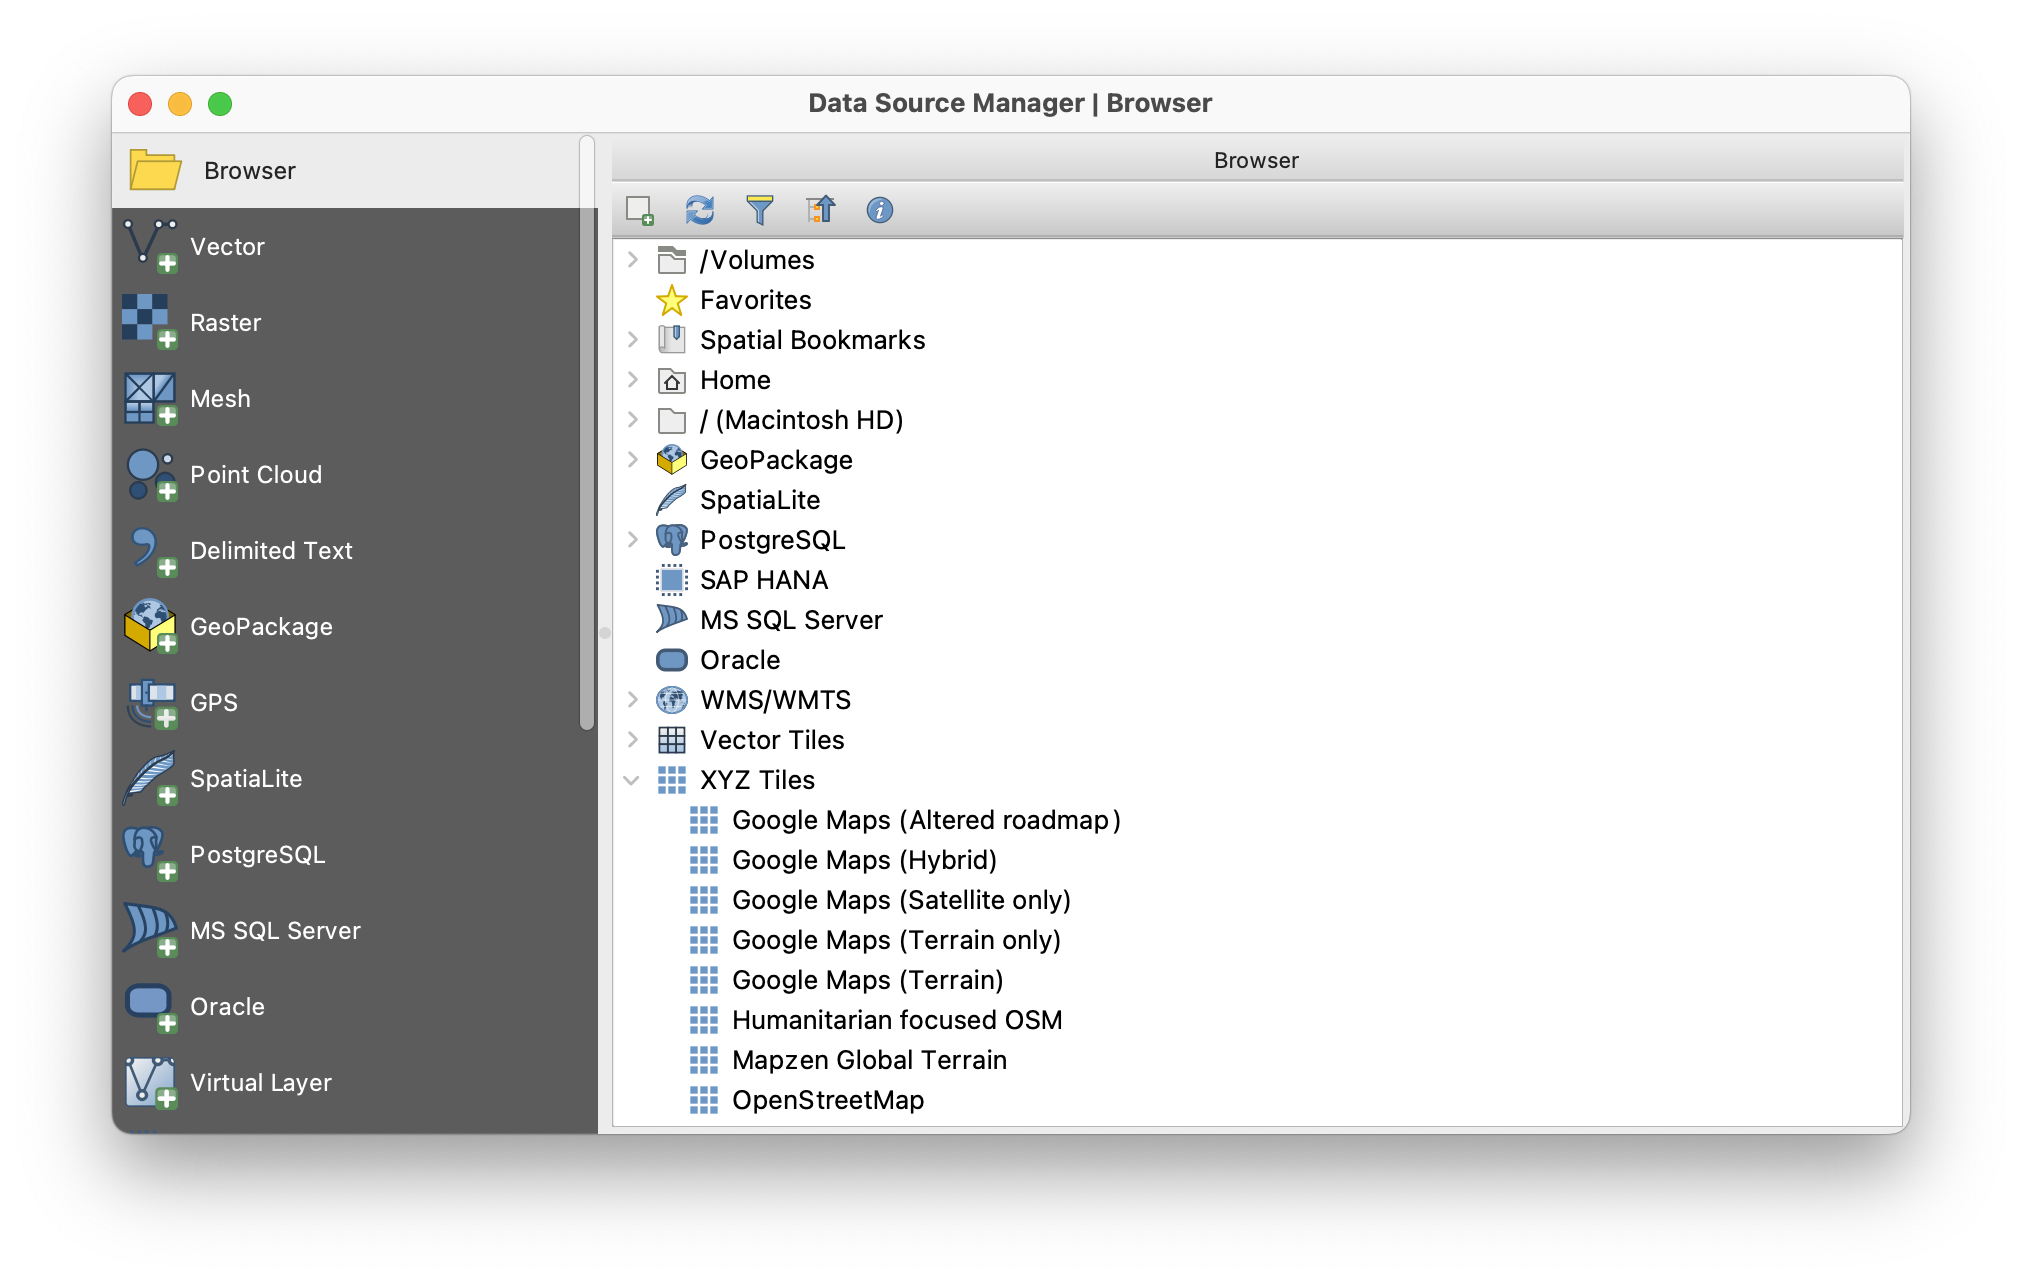 Data Source Manager | Browser
Browser
Vector
Raster
Mesh
Point Cloud
Delimited Text
GeoPackage
GPS
SpatiaLite
PostgreSQL
MS SQL Server
Oracle
Virtual Layer
Browser
/Volumes
Favorites
Spatial Bookmarks
Home
/ (Macintosh HD)
GeoPackage
SpatiaLite
PostgreSQL
SAP HANA
MS SQL Server
Oracle
WMS/WMTS
Vector Tiles
XYZ Tiles
Google Maps (Altered roadmap)
Google Maps (Hybrid)
Google Maps (Satellite only)
Google Maps (Terrain only)
Google Maps (Terrain)
Humanitarian focused OSM
Mapzen Global Terrain
OpenStreetMap